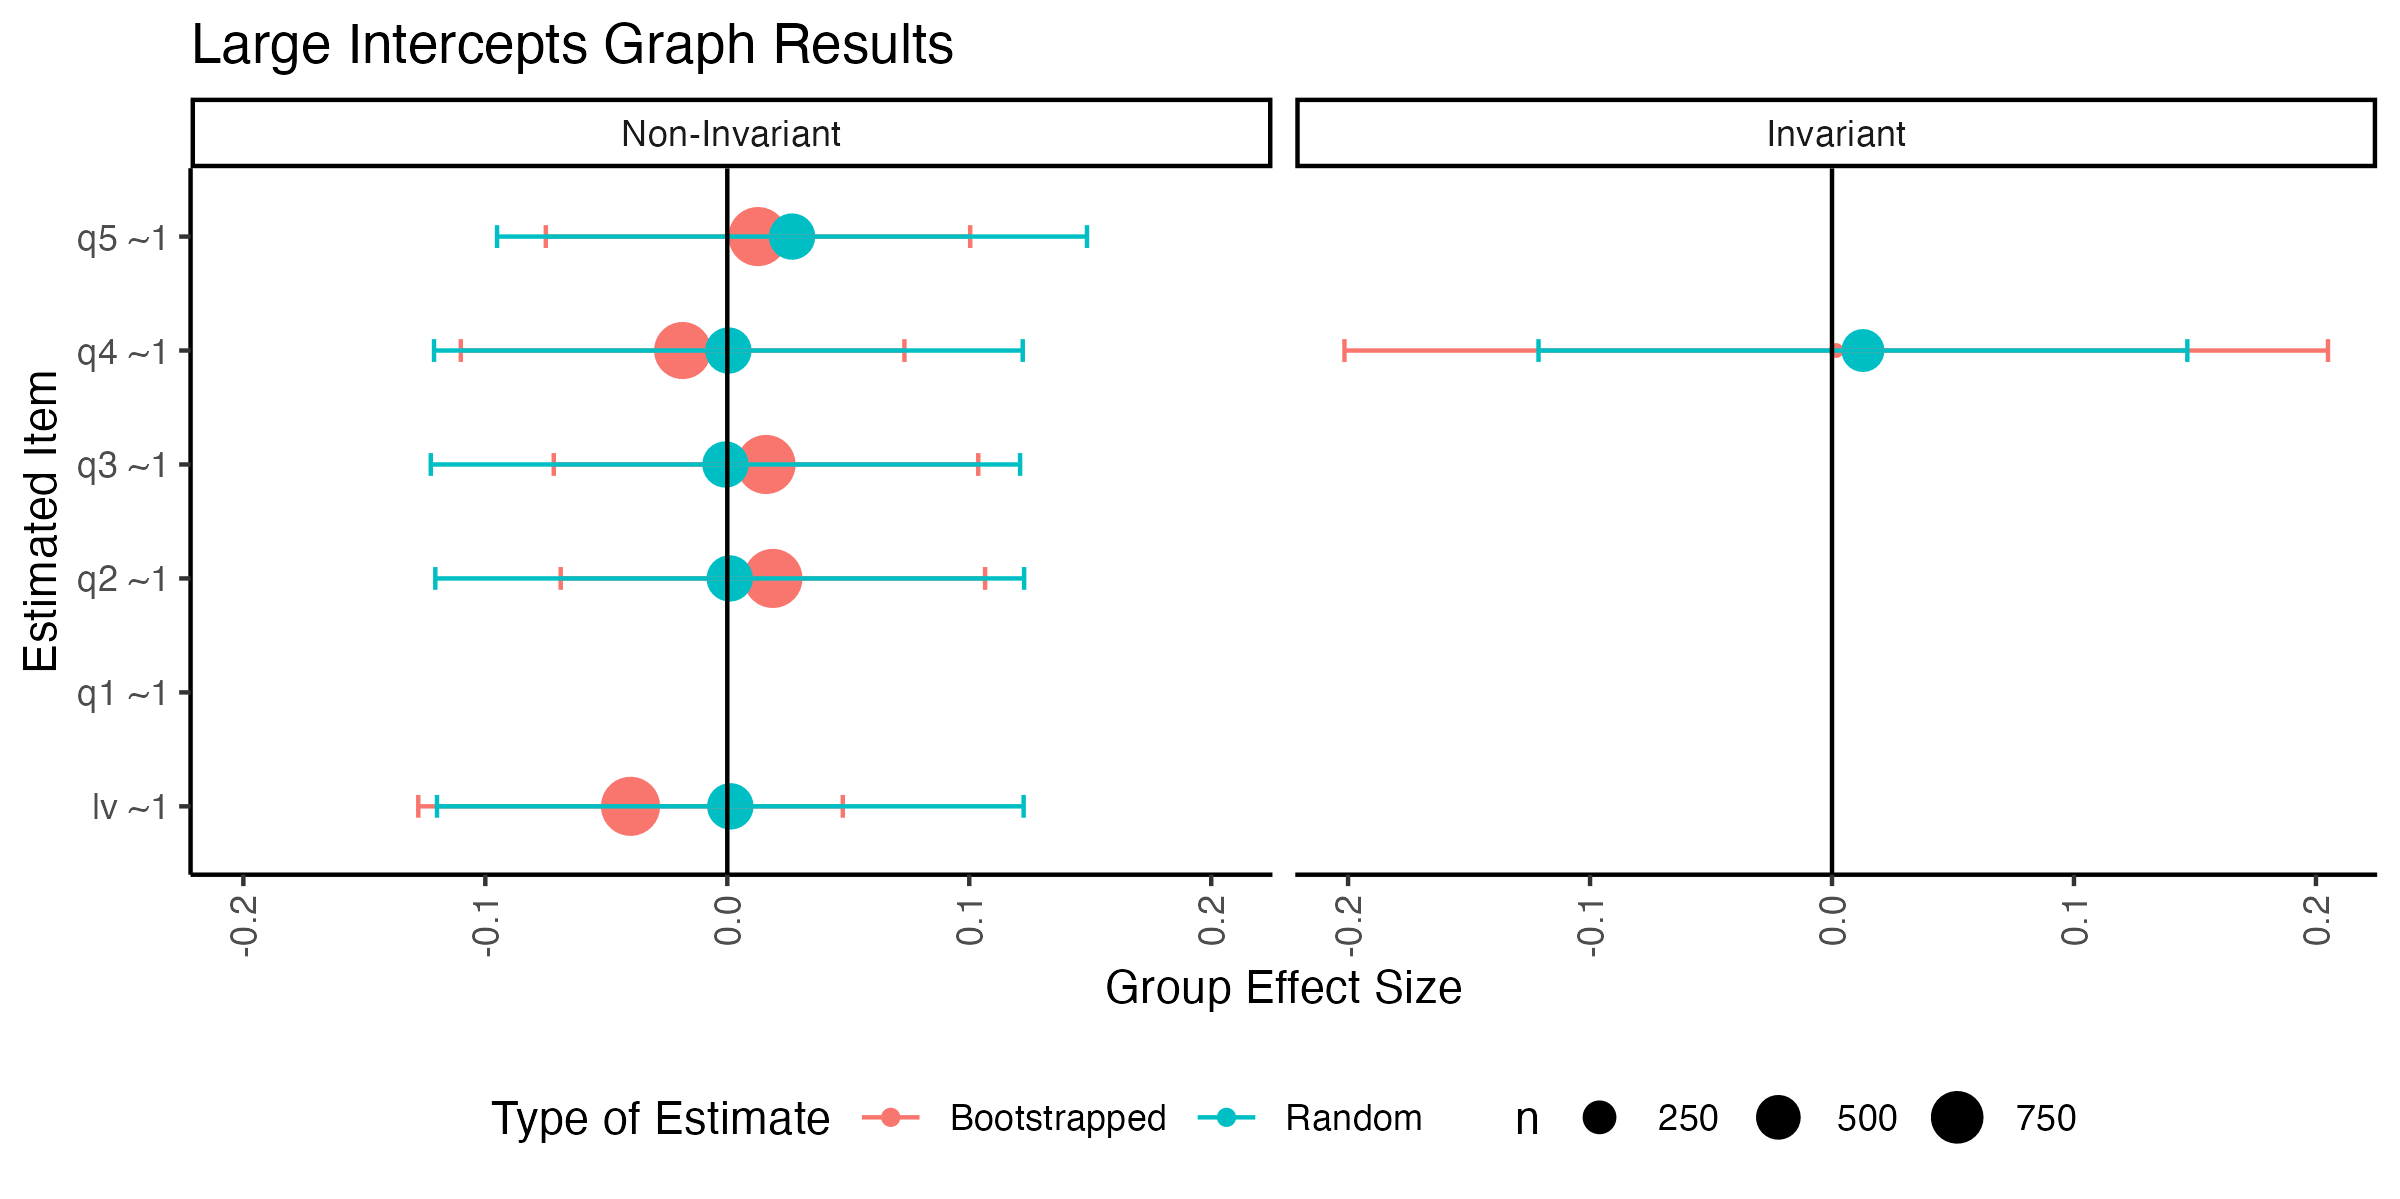 Large Intercepts Graph Results
Non-Invariant
Invariant
Estimated Item
q5 ~1
q4 ~1
q3 ~1
q2 ~1
q1 ~1
lv ~1
-0.2 -0.1 0.0 0.1 0.2
-0.2 -0.1 0.0 0.1 0.2
Group Effect Size
Type of Estimate Bootstrapped Random n 250 500 750